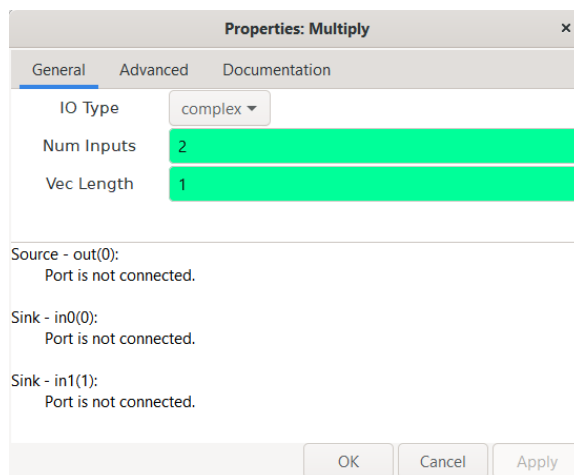 Properties: Multiply ×
General Advanced Documentation
IO Type complex
Num Inputs 2
Vec Length 1
Source - out(0):
Port is not connected.
Sink - in0(0):
Port is not connected.
Sink - in1(1):
Port is not connected.
OK Cancel Apply